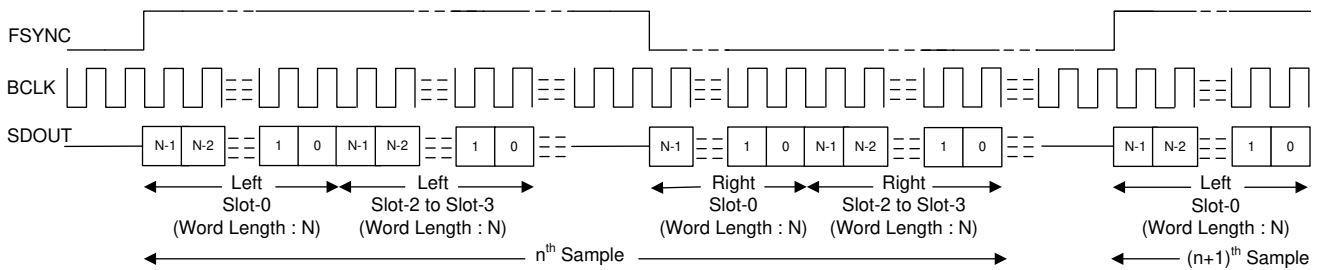 FSYNC
BCLK
SDOUT
N-1 N-2 1 0 N-1 N-2 1 0 N-1 1 0 N-1 N-2 1 0 N-1 N-2 1 0
Left Left Right Right Left
Slot-0 Slot-2 to Slot-3 Slot-0 Slot-2 to Slot-3 Slot-0
(Word Length : N) (Word Length : N) (Word Length : N) (Word Length : N) (Word Length : N)
nth Sample (n+1)th Sample